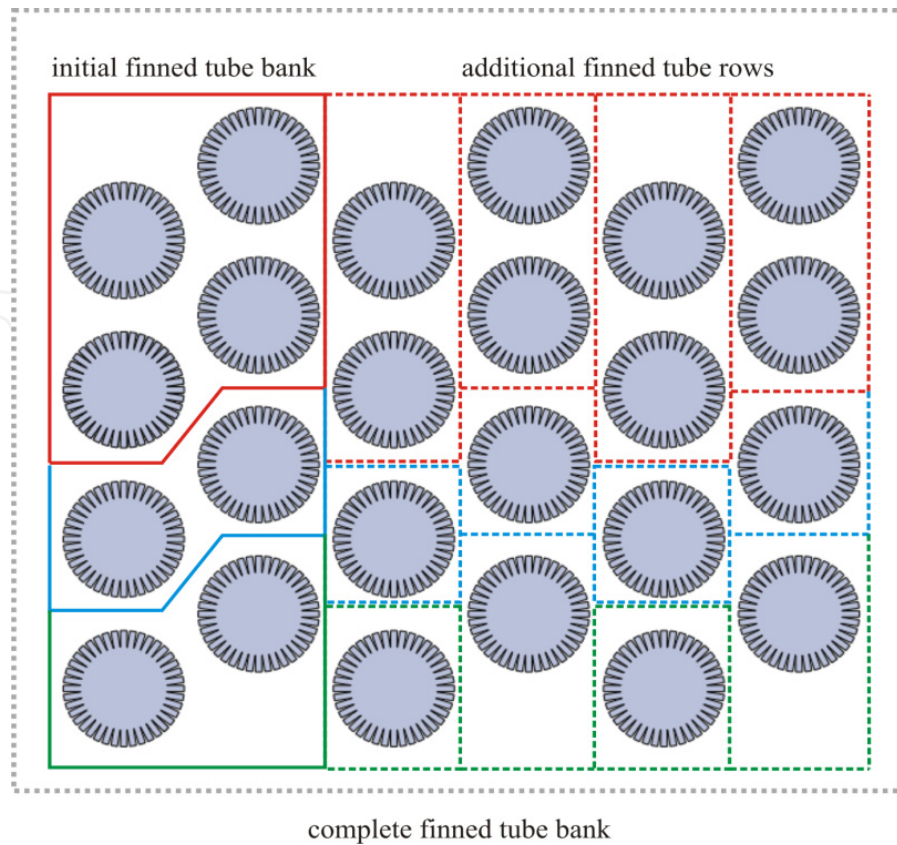 initial finned tube bank
additional finned tube rows
complete finned tube bank